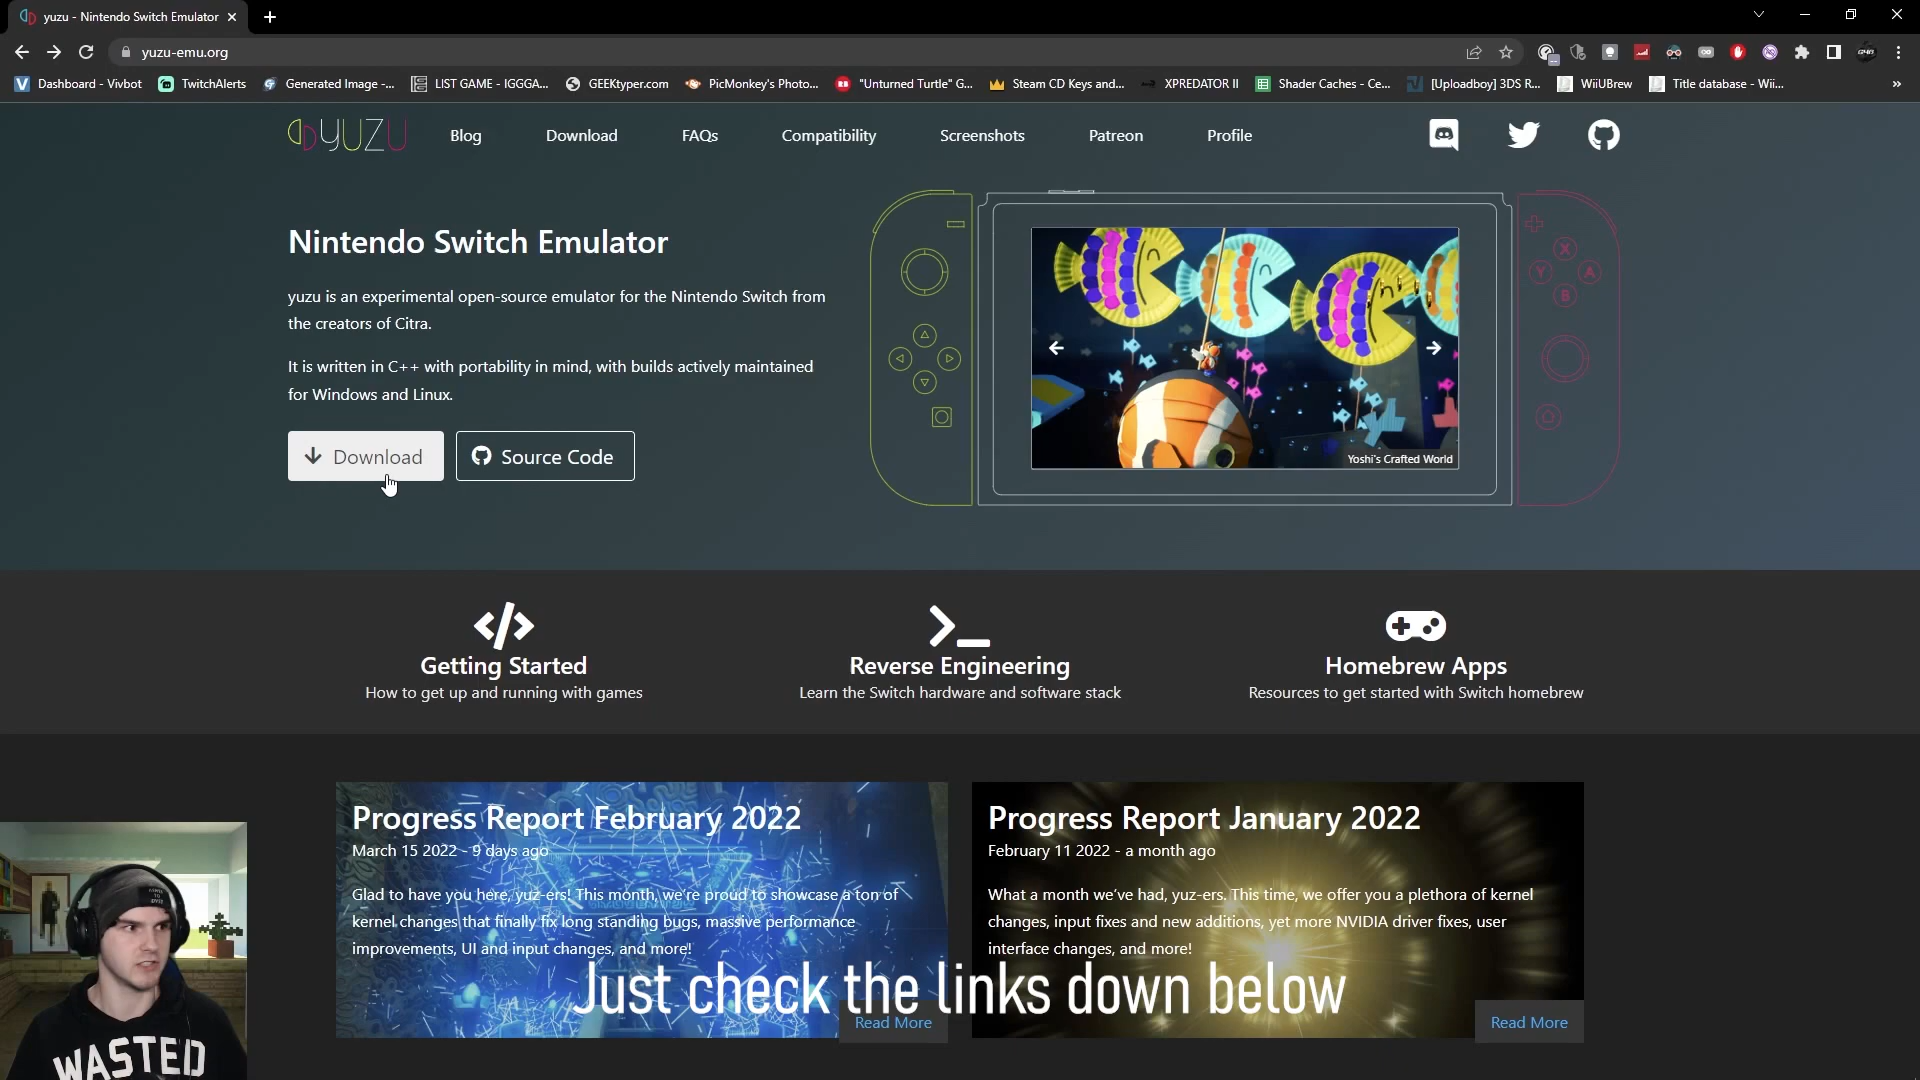 yuzu - Nintendo Switch Emulator
yuzu-emu.org
Dashboard - Vivbot
TwitchAlerts
Generated Image -...
LIST GAME - IGGGA...
GEEKtyper.com
PicMonkey's Photo...
"Unturned Turtle" G...
Steam CD Keys and...
XPREDATOR II
Shader Caches - Ce...
[Uploadboy] 3DS R...
WiiUBrew
Title database - Wii...
YUZU
Blog
Download
FAQs
Compatibility
Screenshots
Patreon
Profile
Nintendo Switch Emulator
yuzu is an experimental open-source emulator for the Nintendo Switch from
the creators of Citra.
It is written in C++ with portability in mind, with builds actively maintained
for Windows and Linux.
Download
Source Code
X
Y
A
B
Yoshi's Crafted World
Getting Started
How to get up and running with games
Reverse Engineering
Learn the Switch hardware and software stack
Homebrew Apps
Resources to get started with Switch homebrew
Progress Report February 2022
March 15 2022 - 9 days ago
Glad to have you here, yuz-ers! This month, we're proud to showcase a ton of
kernel changes that finally fix long standing bugs, massive performance
improvements, UI and input changes, and more!
Read More
Progress Report January 2022
February 11 2022 - a month ago
What a month we've had, yuz-ers. This time, we offer you a plethora of kernel
changes, input fixes and new additions, yet more NVIDIA driver fixes, user
interface changes, and more!
Read More
Just check the links down below
WASTED